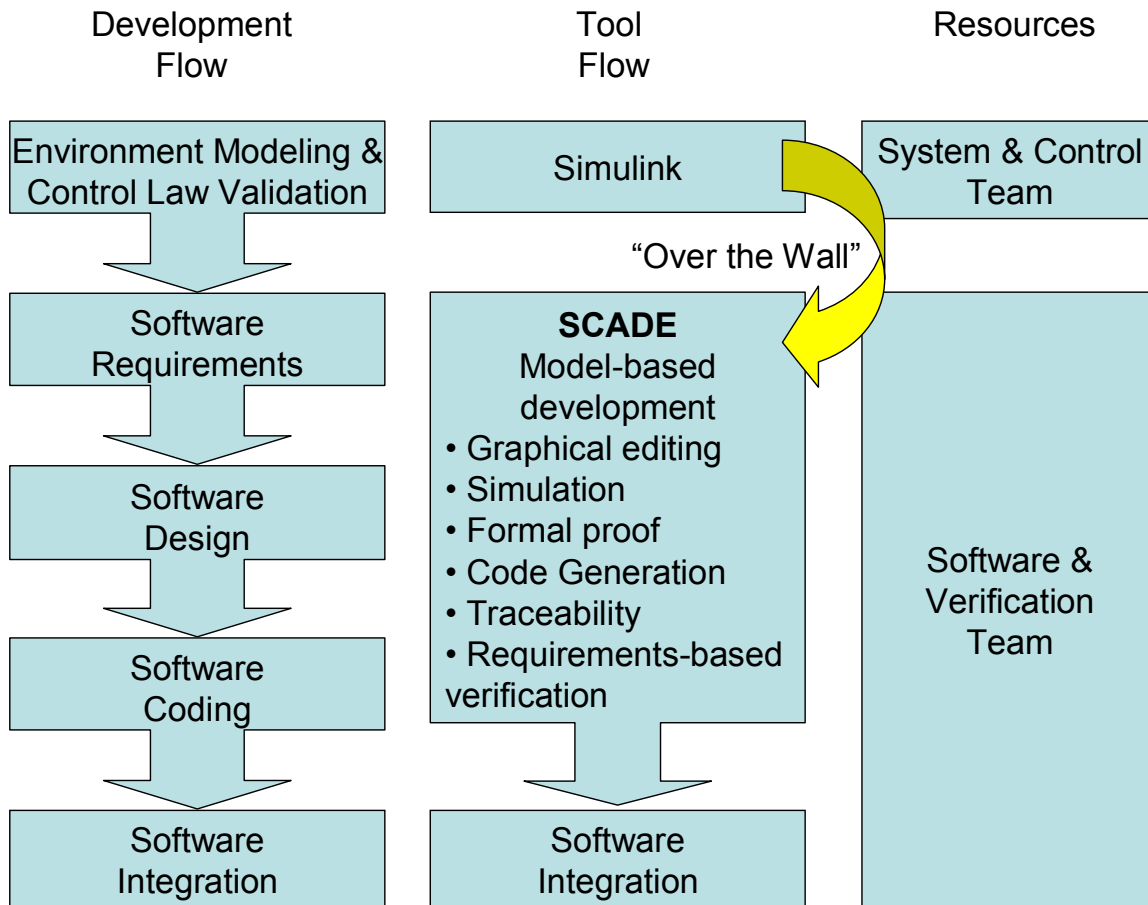 Development
Flow
Tool
Flow
Resources
Environment Modeling &
Control Law Validation
Simulink
System & Control
Team
“Over the Wall”
Software
Requirements
SCADE
Model-based
development
• Graphical editing
• Simulation
• Formal proof
• Code Generation
• Traceability
• Requirements-based
verification
Software
Design
Software &
Verification
Team
Software
Coding
Software
Integration
Software
Integration